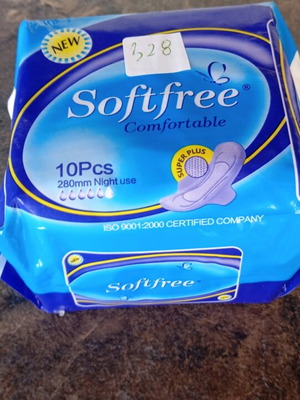 NEW
328
Softfree®
Comfortable
SUPER PLUS
10Pcs
280mm Night use
ISO 9001:2000 CERTIFIED COMPANY
Softfree